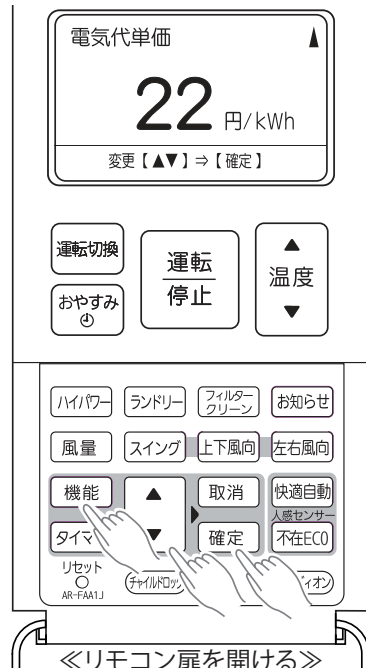 電気代単価
22 円/kWh
変更【▲▼】⇒【確定】
運転切換
運転
停止
▲
温度
▼
おやすみ
ハイパワー ランドリー フィルタークリーン お知らせ
風量 スイング 上下風向 左右風向
機能 ▲ 取消 快適自動
人感センサー
▼ 確定 不在ECO
リセット
AR-FAA1J
≪リモコン扉を開ける≫